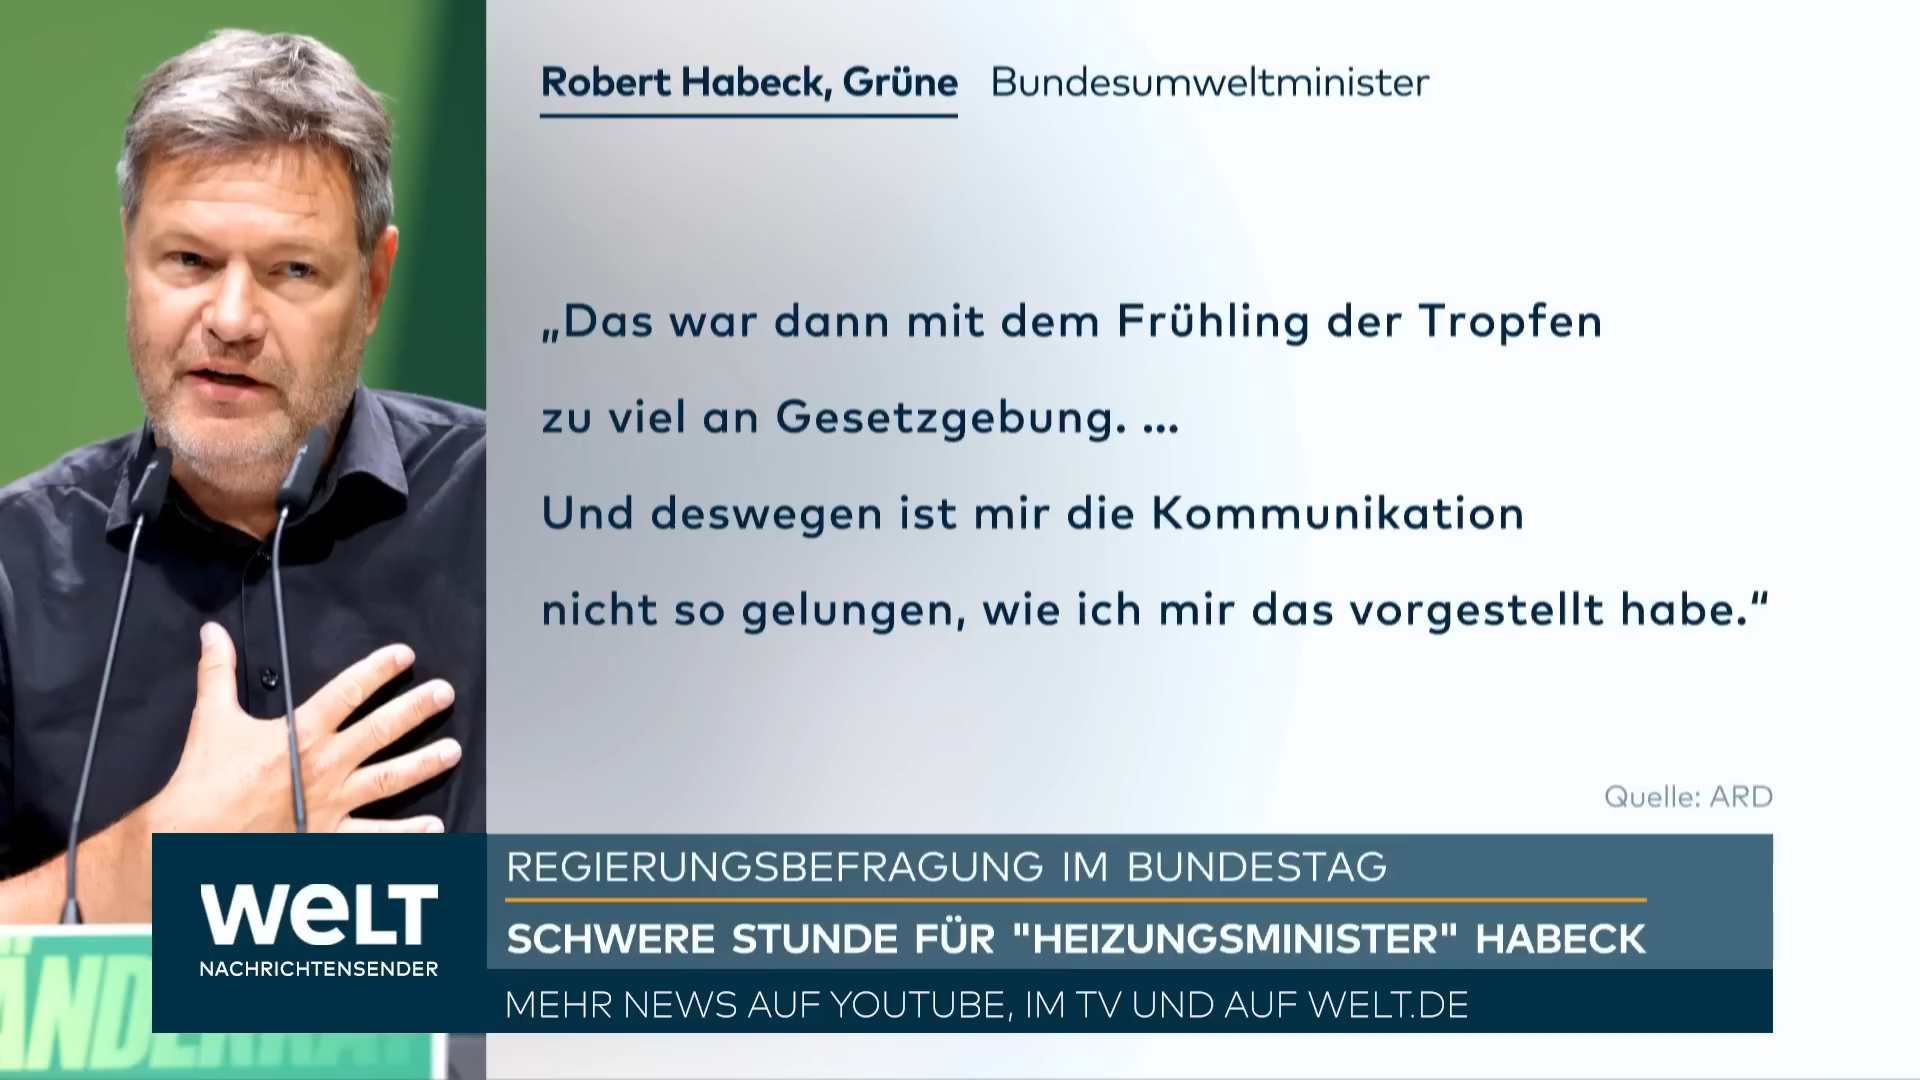 Robert Habeck, Grüne Bundesumweltminister
„Das war dann mit dem Frühling der Tropfen
zu viel an Gesetzgebung. ...
Und deswegen ist mir die Kommunikation
nicht so gelungen, wie ich mir das vorgestellt habe.“
Quelle: ARD
REGIERUNGSBEFRAGUNG IM BUNDESTAG
SCHWERE STUNDE FÜR "HEIZUNGSMINISTER" HABECK
MEHR NEWS AUF YOUTUBE, IM TV UND AUF WELT.DE
WELT
NACHRICHTENSENDER